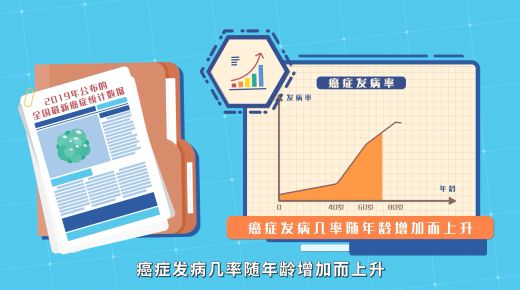 2019年公布的
全国最新癌症统计数据
癌症发病率
发病率
0
40岁
60岁
80岁
年龄
癌症发病几率随年龄增加而上升
癌症发病几率随年龄增加而上升